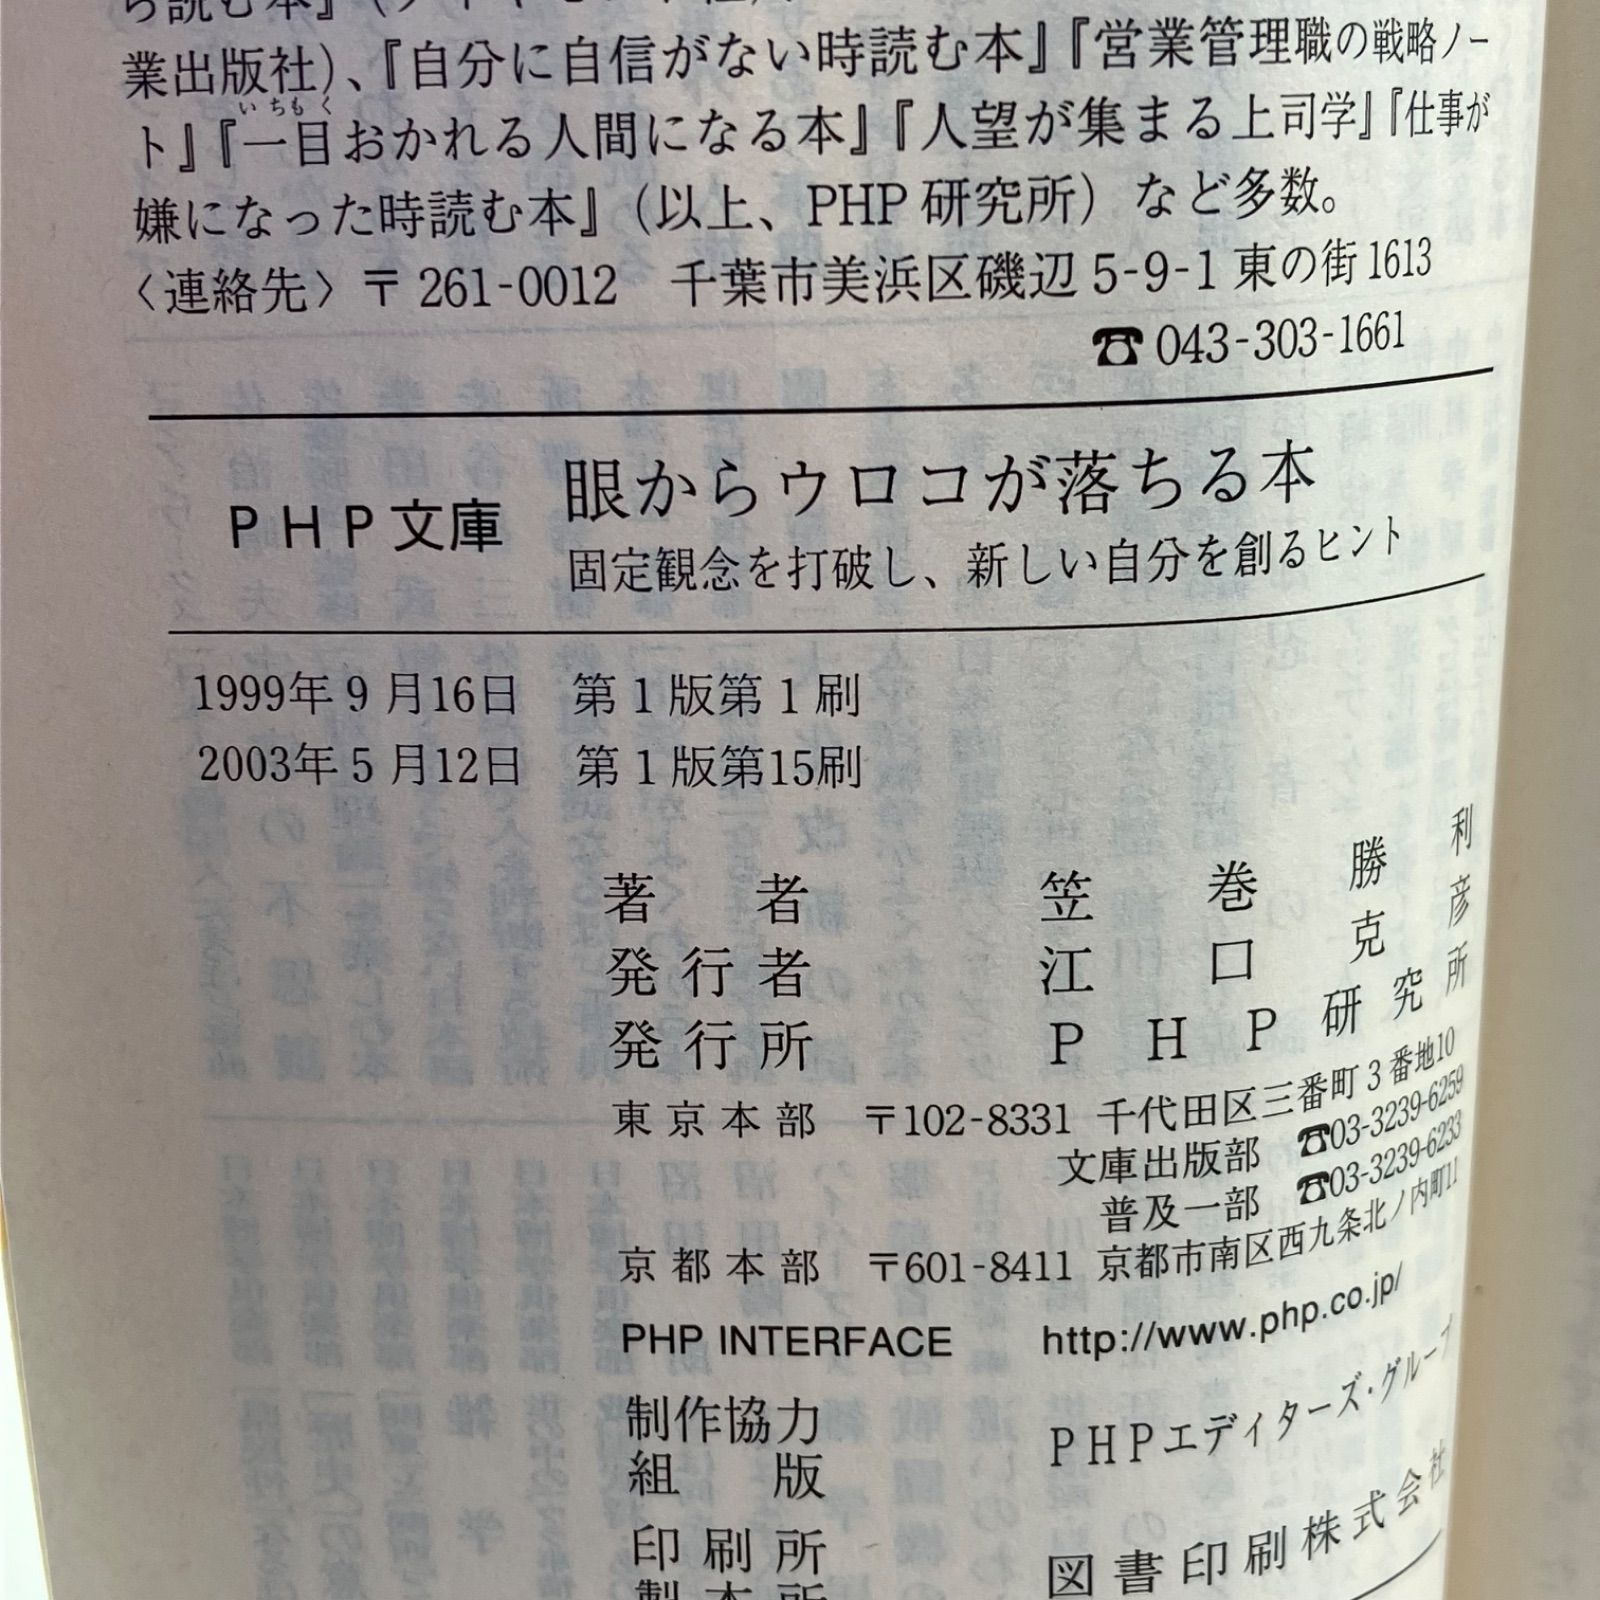 業出版社)、『自分に自信がない時読む本』『営業管理職の戦略ノー
いちもく
ト』『一目おかれる人間になる本』『人望が集まる上司学』『仕事が
嫌になった時読む本』(以上、PHP研究所)など多数。
〈連絡先〉〒261-0012 千葉市美浜区磯辺5-9-1東の街1613
☎043-303-1661
PHP文庫 眼からウロコが落ちる本
固定観念を打破し、新しい自分を創るヒント
1999年9月16日 第1版第1刷
2003年5月12日 第1版第15刷
著者 笠巻勝利
発行者 江口克彦
発行所 PHP研究所
東京本部 〒102-8331 千代田区三番町3番地10
文庫出版部 ☎03-3239-6259
普及一部 ☎03-3239-6233
京都本部 〒601-8411 京都市南区西九条北ノ内町11
PHP INTERFACE http://www.php.co.jp/
制作協力
組版 PHPエディターズ・グループ
印刷所
製本所 図書印刷株式会社